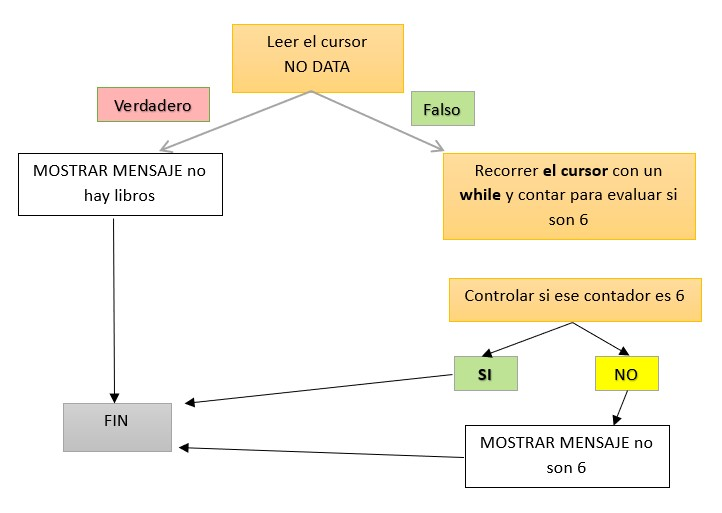 Leer el cursor
NO DATA
Verdadero
Falso
MOSTRAR MENSAJE no
hay libros
Recorrer el cursor con un
while y contar para evaluar si
son 6
Controlar si ese contador es 6
SI
NO
FIN
MOSTRAR MENSAJE no
son 6